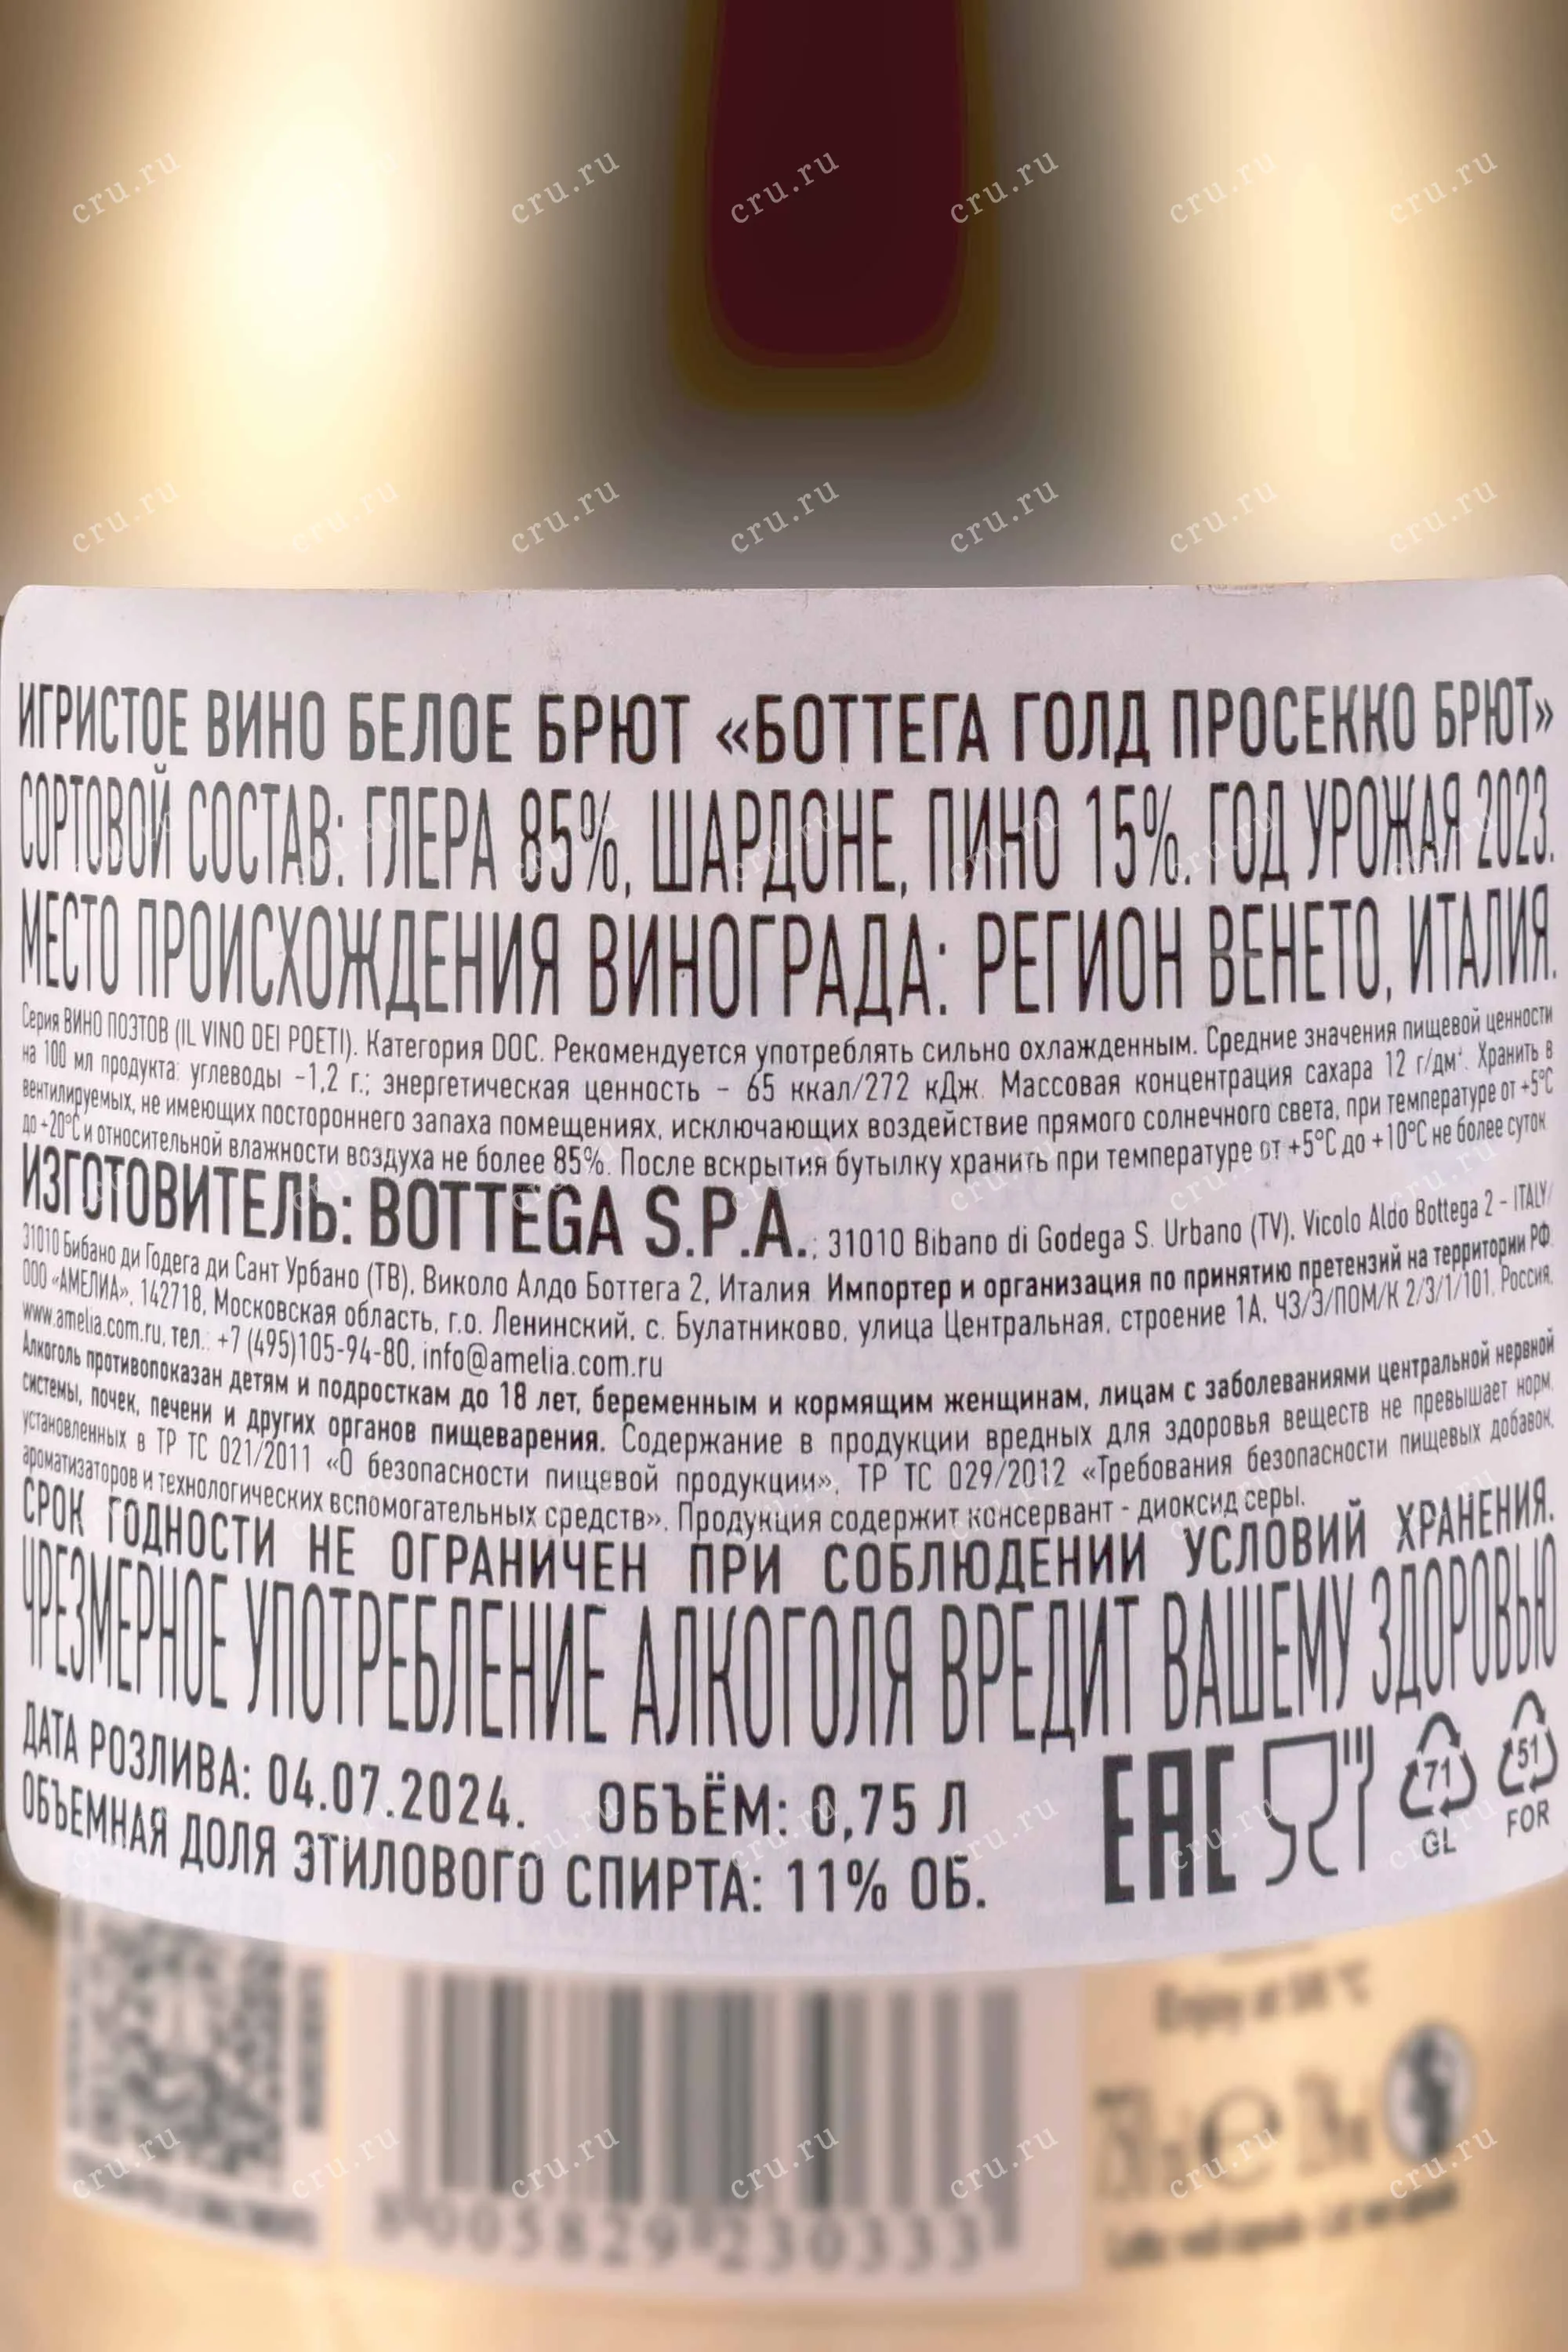 ИГРИСТОЕ ВИНО БЕЛОЕ БРЮТ «БОТТЕГА ГОЛД ПРОСЕККО БРЮТ»
СОРТОВОЙ СОСТАВ: ГЛЕРА 85%, ШАРДОНЕ, ПИНО 15%. ГОД УРОЖАЯ 2023.
МЕСТО ПРОИСХОЖДЕНИЯ ВИНОГРАДА: РЕГИОН ВЕНЕТО, ИТАЛИЯ.
Серия ВИНО ПОЭТОВ (IL VINO DEI POETI). Категория DOC. Рекомендуется употреблять сильно охлажденным. Средние значения пищевой ценности
на 100 мл продукта: углеводы -1,2 г.; энергетическая ценность - 65 ккал/272 кДж. Массовая концентрация сахара 12 г/дм³. Хранить в
вентилируемых, не имеющих постороннего запаха помещениях, исключающих воздействие прямого солнечного света, при температуре от +5°C
до +20°C и относительной влажности воздуха не более 85%. После вскрытия бутылку хранить при температуре от +5°C до +10°C не более суток
ИЗГОТОВИТЕЛЬ: BOTTEGA S.P.A.; 31010 Bibano di Godega S. Urbano (TV), Vicolo Aldo Bottega 2 - ITALY/
31010 Бибано ди Годега ди Сант Урбано (ТВ), Виколо Алдо Боттега 2, Италия. Импортер и организация по принятию претензий на территории РФ
ООО «АМЕЛИА», 142718, Московская область, г.о. Ленинский, с. Булатниково, улица Центральная, строение 1А, ЧЗ/Э/ПОМ/К 2/3/1/101, Россия,
www.amelia.com.ru, тел.: +7 (495)105-94-80, info@amelia.com.ru
Алкоголь противопоказан детям и подросткам до 18 лет, беременным и кормящим женщинам, лицам с заболеваниями центральной нервной
системы, почек, печени и других органов пищеварения. Содержание в продукции вредных для здоровья веществ не превышает норм,
установленных в ТР ТС 021/2011 «О безопасности пищевой продукции», ТР ТС 029/2012 «Требования безопасности пищевых добавок,
ароматизаторов и технологических вспомогательных средств». Продукция содержит консервант - диоксид серы.
СРОК ГОДНОСТИ НЕ ОГРАНИЧЕН ПРИ СОБЛЮДЕНИИ УСЛОВИЙ ХРАНЕНИЯ.
ЧРЕЗМЕРНОЕ УПОТРЕБЛЕНИЕ АЛКОГОЛЯ ВРЕДИТ ВАШЕМУ ЗДОРОВЬЮ
ДАТА РОЗЛИВА: 04.07.2024. ОБЪЁМ: 0,75 Л
ОБЪЕМНАЯ ДОЛЯ ЭТИЛОВОГО СПИРТА: 11% ОБ.
EAC 71 GL 51 FOR
Enjoy at
8 005829 230333
cru.ru